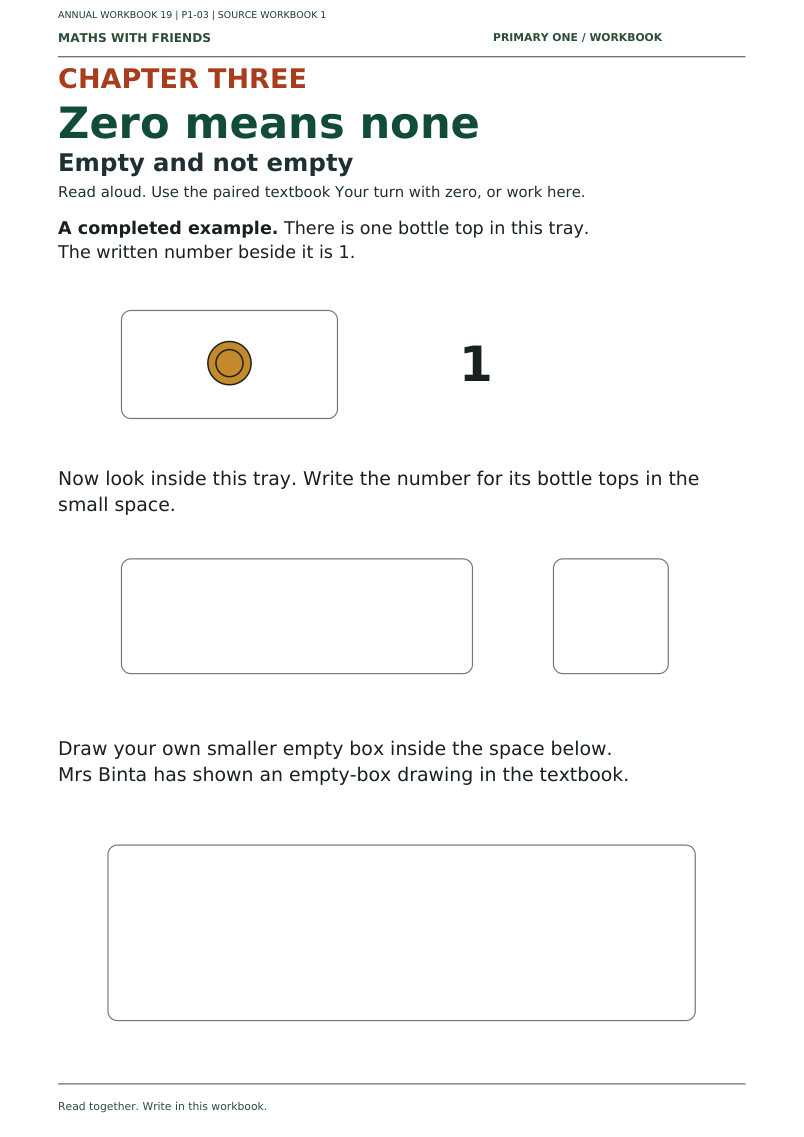 ANNUAL WORKBOOK 19 | P1-03 | SOURCE WORKBOOK 1
MATHS WITH FRIENDS
PRIMARY ONE / WORKBOOK
CHAPTER THREE
Zero means none
Empty and not empty
Read aloud. Use the paired textbook Your turn with zero, or work here.
A completed example. There is one bottle top in this tray.
The written number beside it is 1.
1
Now look inside this tray. Write the number for its bottle tops in the
small space.
Draw your own smaller empty box inside the space below.
Mrs Binta has shown an empty-box drawing in the textbook.
Read together. Write in this workbook.